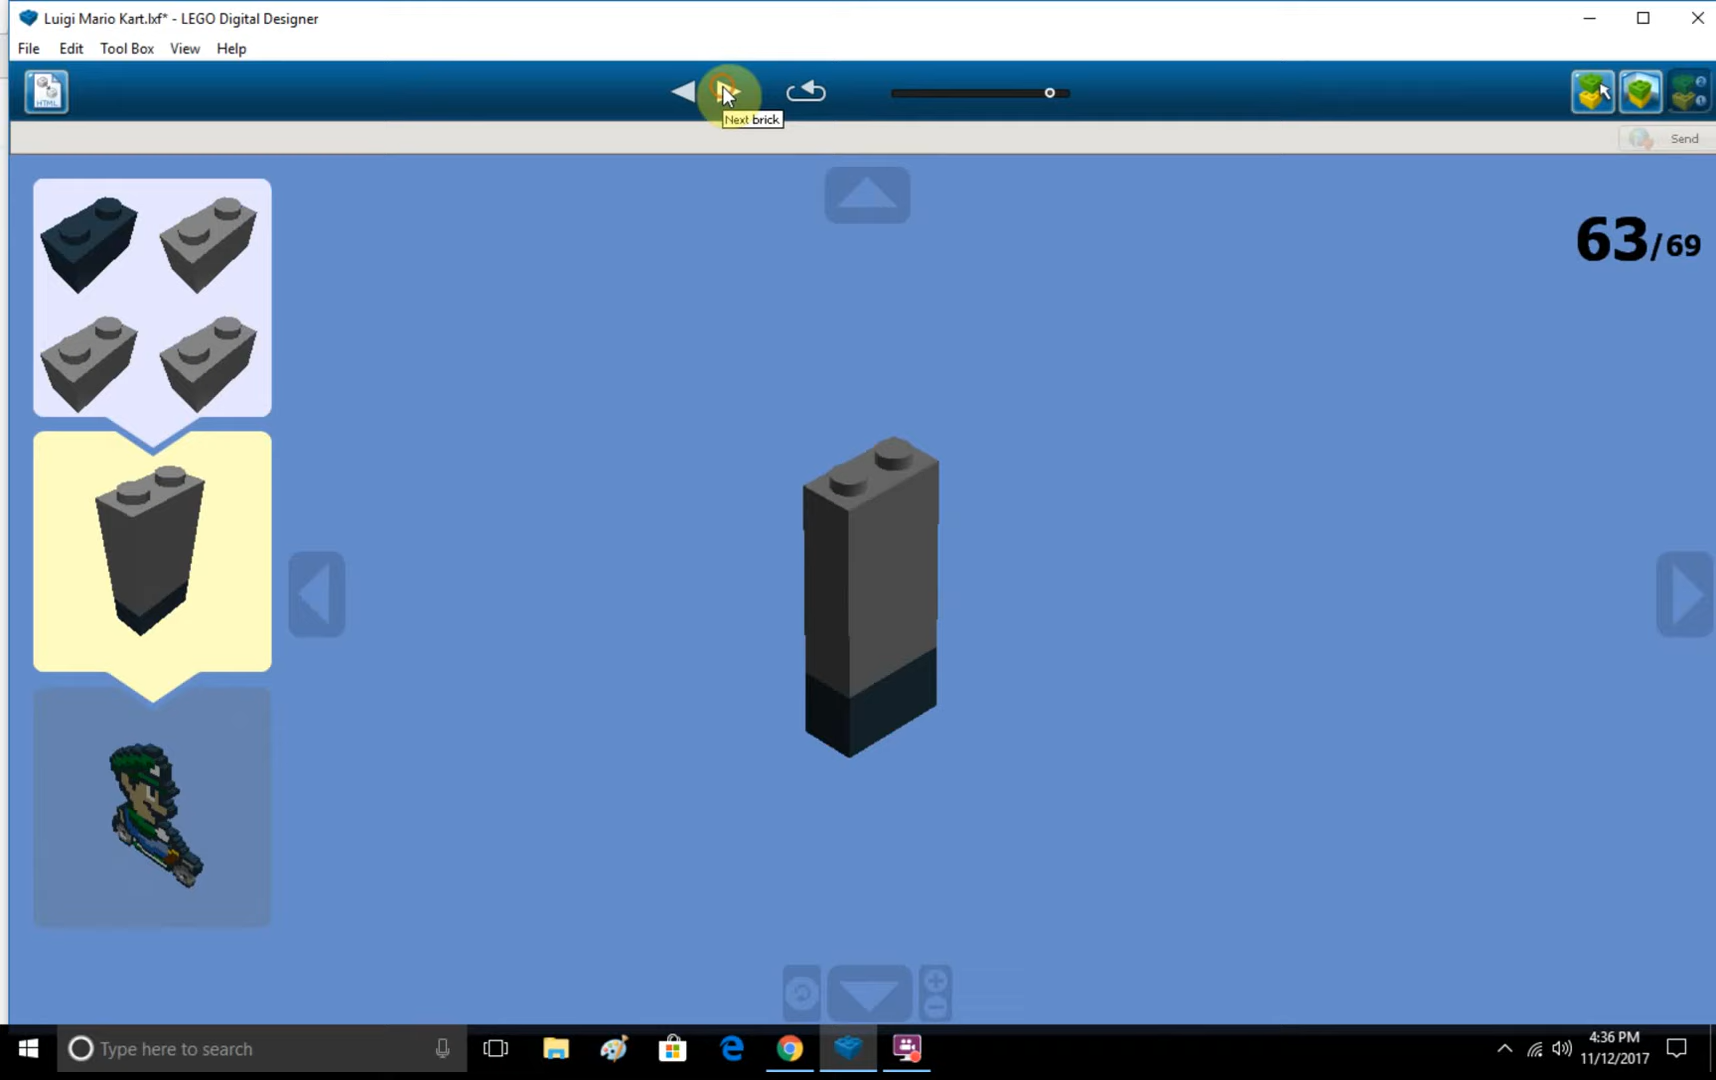 Luigi Mario Kart.lxf* - LEGO Digital Designer
File Edit Tool Box View Help
HTML
Next brick
Send
63/69
Type here to search
4:36 PM
11/12/2017